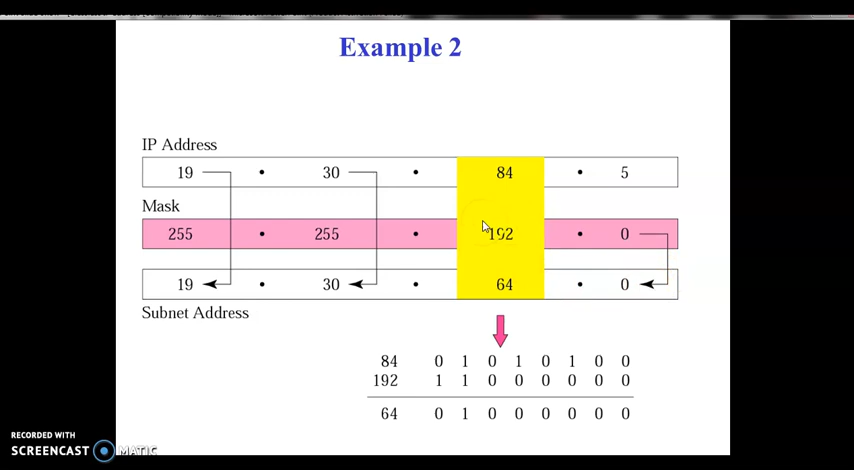 Example 2
IP Address
19 . 30 . 84 . 5
Mask
255 . 255 . 192 . 0
19 . 30 . 64 . 0
Subnet Address
84 0 1 0 1 0 1 0 0
192 1 1 0 0 0 0 0 0
64 0 1 0 0 0 0 0 0
RECORDED WITH
SCREENCAST MATIC